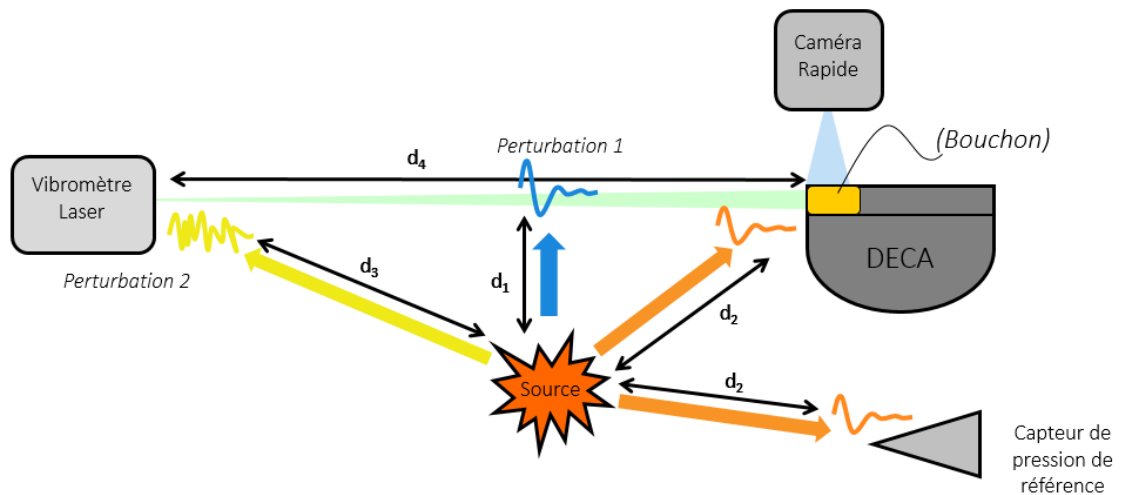 Caméra
Rapide
Perturbation 1
(Bouchon)
d4
Vibromètre
Laser
DECA
Perturbation 2
d3
d1
d2
Source
d2
Capteur de
pression de
référence